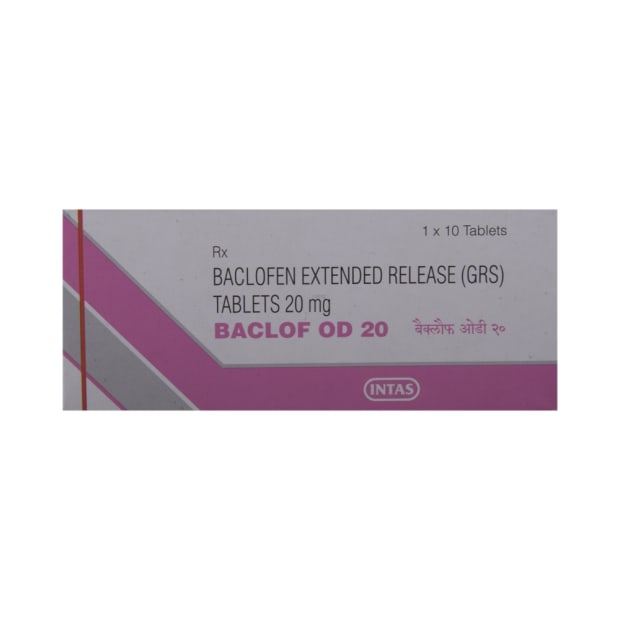 1 x 10 Tablets
Rx
BACLOFEN EXTENDED RELEASE (GRS)
TABLETS 20 mg
BACLOF OD 20 बैक्लौफ ओडी २०
INTAS